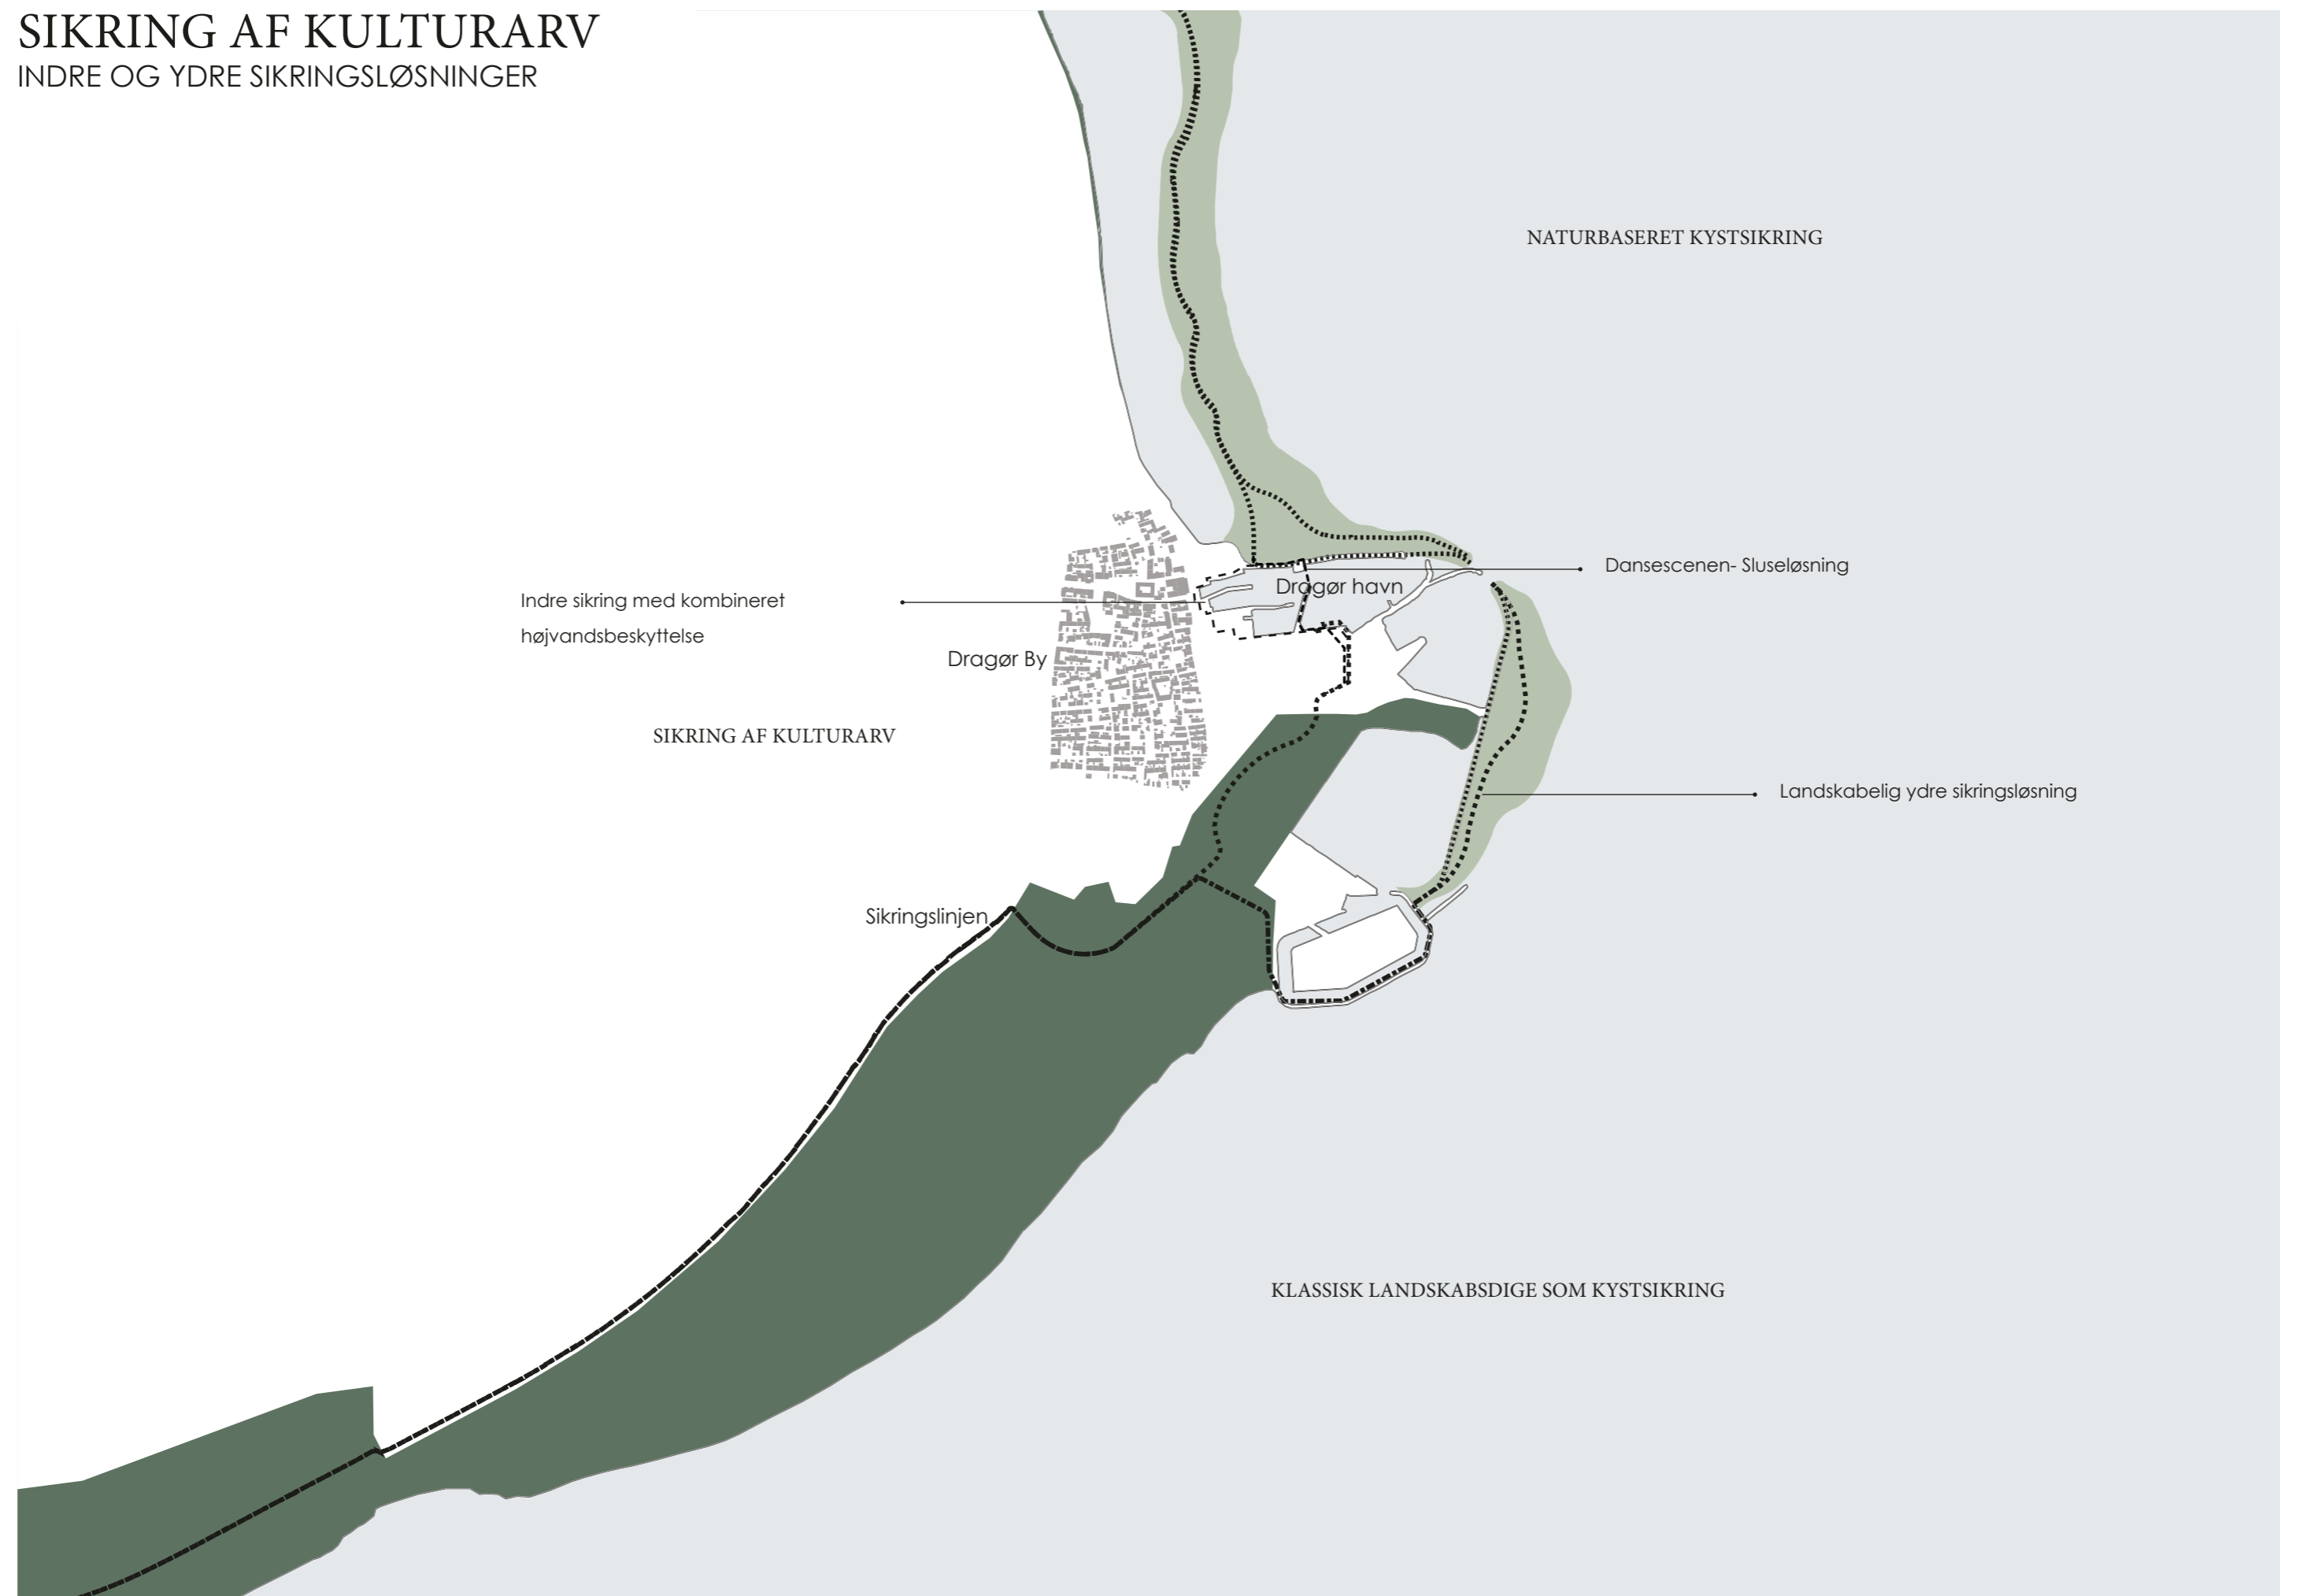 SIKRING AF KULTURARV
INDRE OG YDRE SIKRINGSLØSNINGER
NATURBASERET KYSTSIKRING
Dansescenen- Sluseløsning
Dragør havn
Indre sikring med kombineret
højvandsbeskyttelse
Dragør By
SIKRING AF KULTURARV
Landskabelig ydre sikringsløsning
Sikringslinjen
KLASSISK LANDSKABSDIGE SOM KYSTSIKRING